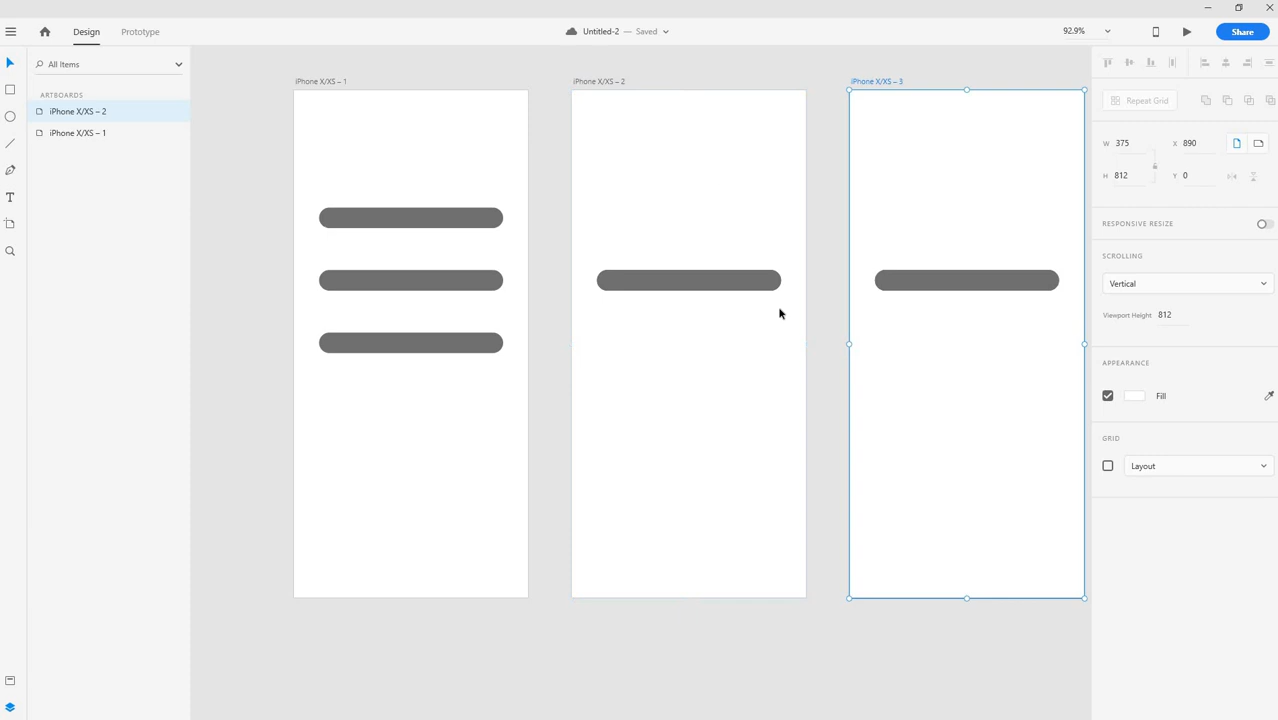 Design
Prototype
Untitled-2 — Saved
92.9%
Share
All Items
ARTBOARDS
iPhone X/XS – 2
iPhone X/XS – 1
iPhone X/XS – 1
iPhone X/XS – 2
iPhone X/XS – 3
Repeat Grid
W 375
X 890
H 812
Y 0
RESPONSIVE RESIZE
SCROLLING
Vertical
Viewport Height 812
APPEARANCE
Fill
GRID
Layout